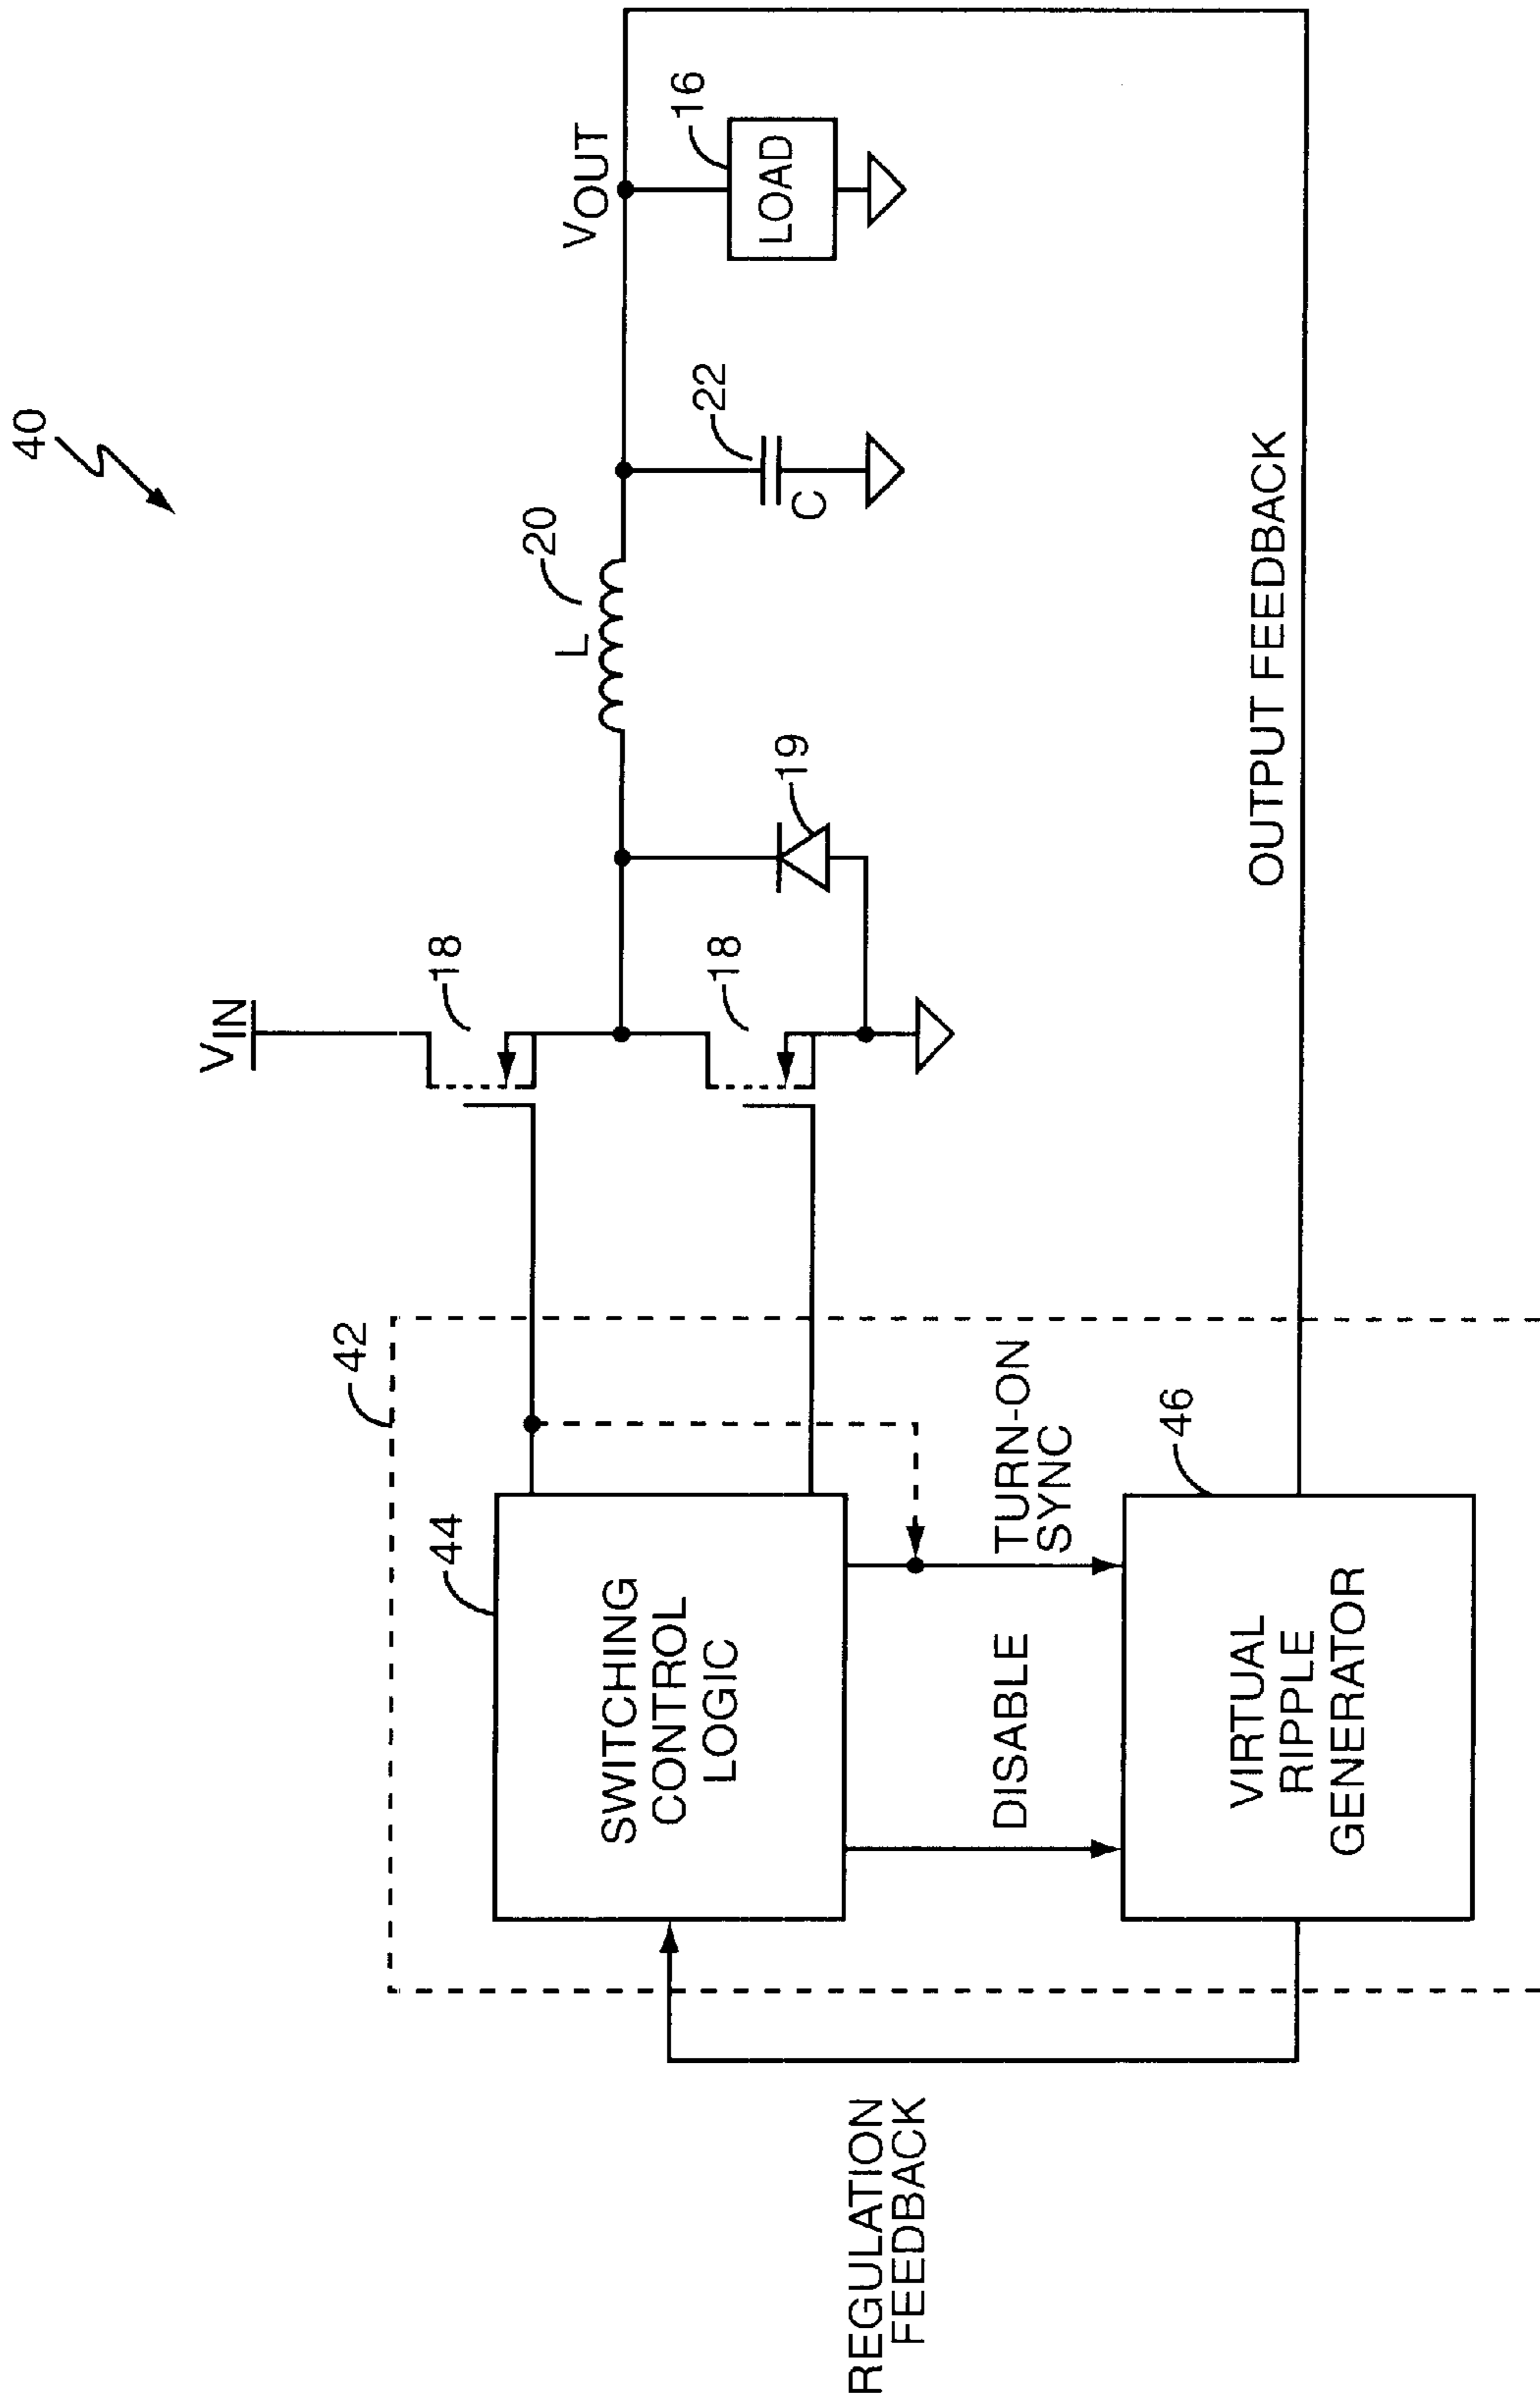 40
VIN
18
18
19
L
20
22
C
VOUT
16
LOAD
42
44
SWITCHING
CONTROL
LOGIC
DISABLE
TURN-ON
SYNC
46
VIRTUAL
RIPPLE
GENERATOR
REGULATION
FEEDBACK
OUTPUT FEEDBACK